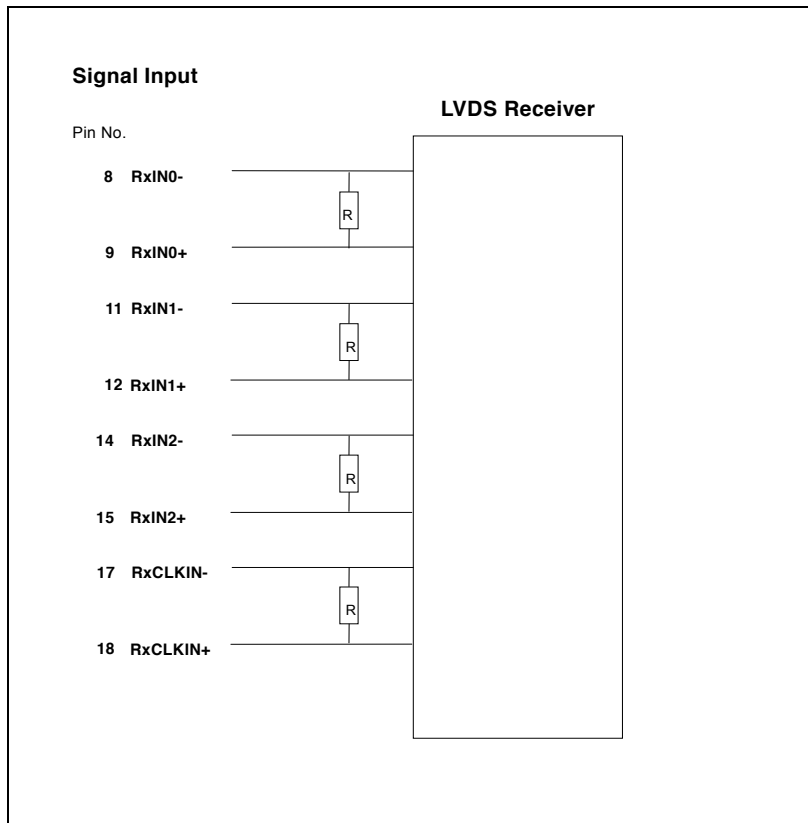 Signal Input
LVDS Receiver
Pin No.
8 RxIN0-
R
9 RxIN0+
11 RxIN1-
R
12 RxIN1+
14 RxIN2-
R
15 RxIN2+
17 RxCLKIN-
R
18 RxCLKIN+